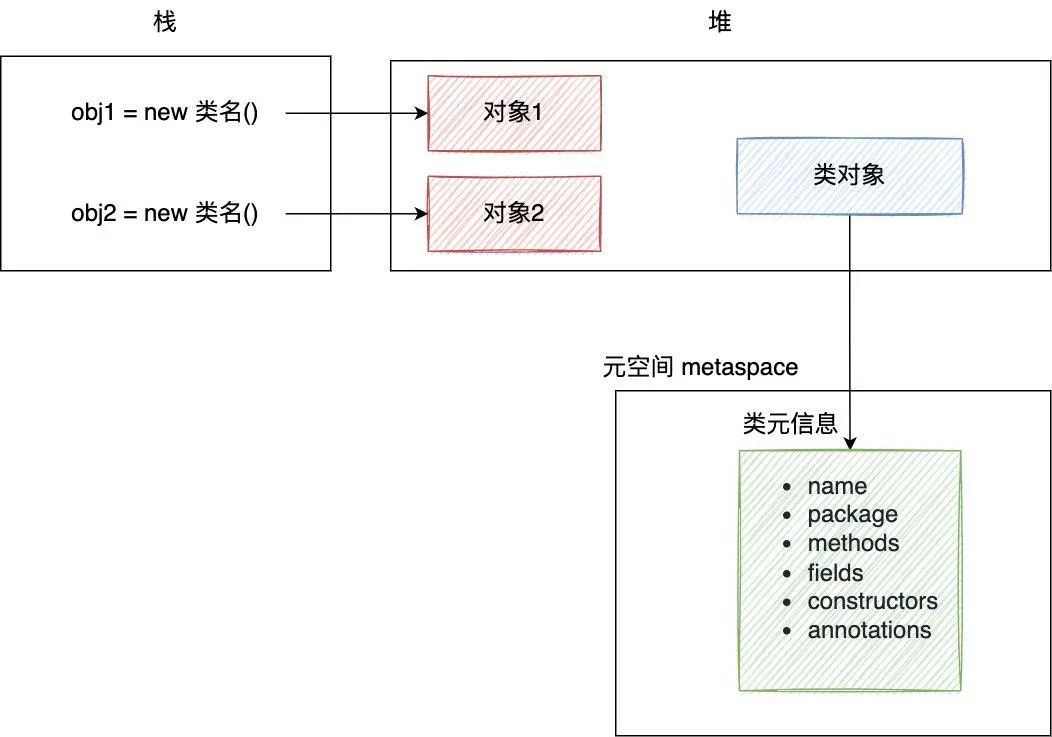 栈
堆
obj1 = new 类名()
对象1
类对象
obj2 = new 类名()
对象2
元空间 metaspace
类元信息
• name
• package
• methods
• fields
• constructors
• annotations